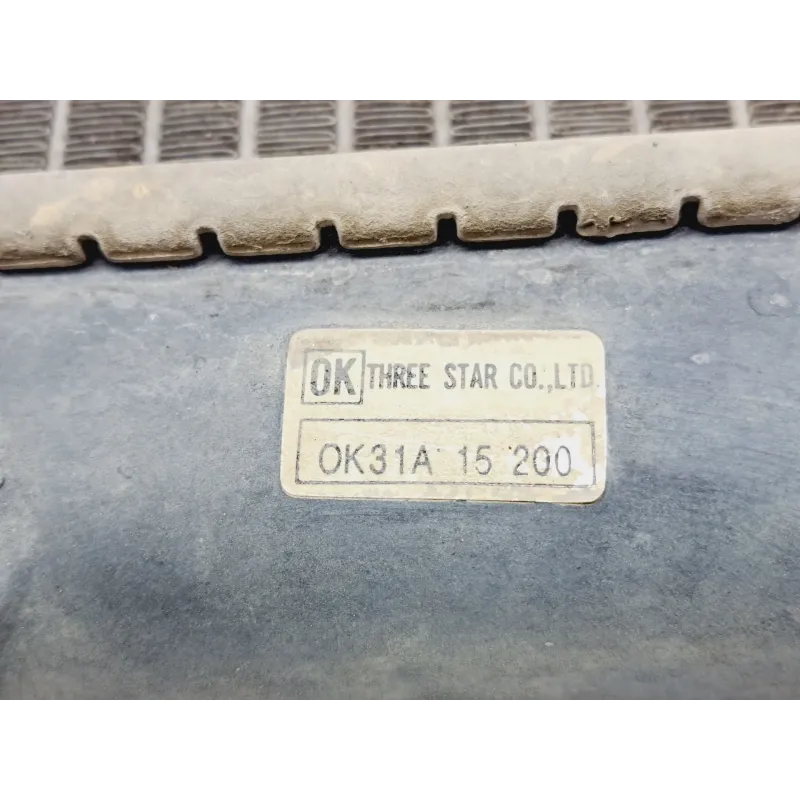 OK THREE STAR CO.,LTD.
OK31A 15 200